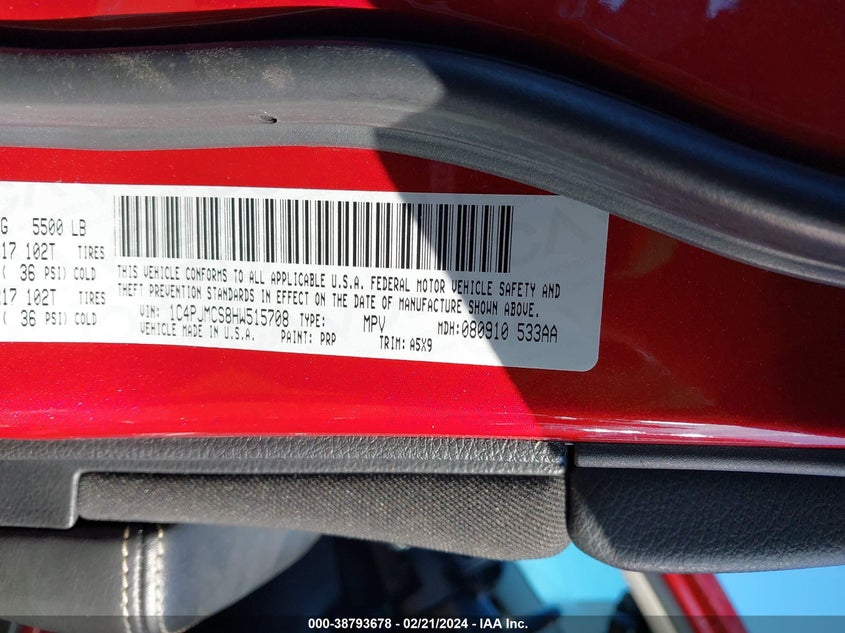 G 5500 LB
17 102T TIRES
( 36 PSI) COLD
17 102T TIRES
( 36 PSI) COLD
THIS VEHICLE CONFORMS TO ALL APPLICABLE U.S.A. FEDERAL MOTOR VEHICLE SAFETY AND
THEFT PREVENTION STANDARDS IN EFFECT ON THE DATE OF MANUFACTURE SHOWN ABOVE.
VIN: 1C4PJMCS8HW515708 TYPE: MPV MDH: 080910 533AA
VEHICLE MADE IN U.S.A. PAINT: PRP TRIM: A5X9
000-38793678 - 02/21/2024 - IAA Inc.